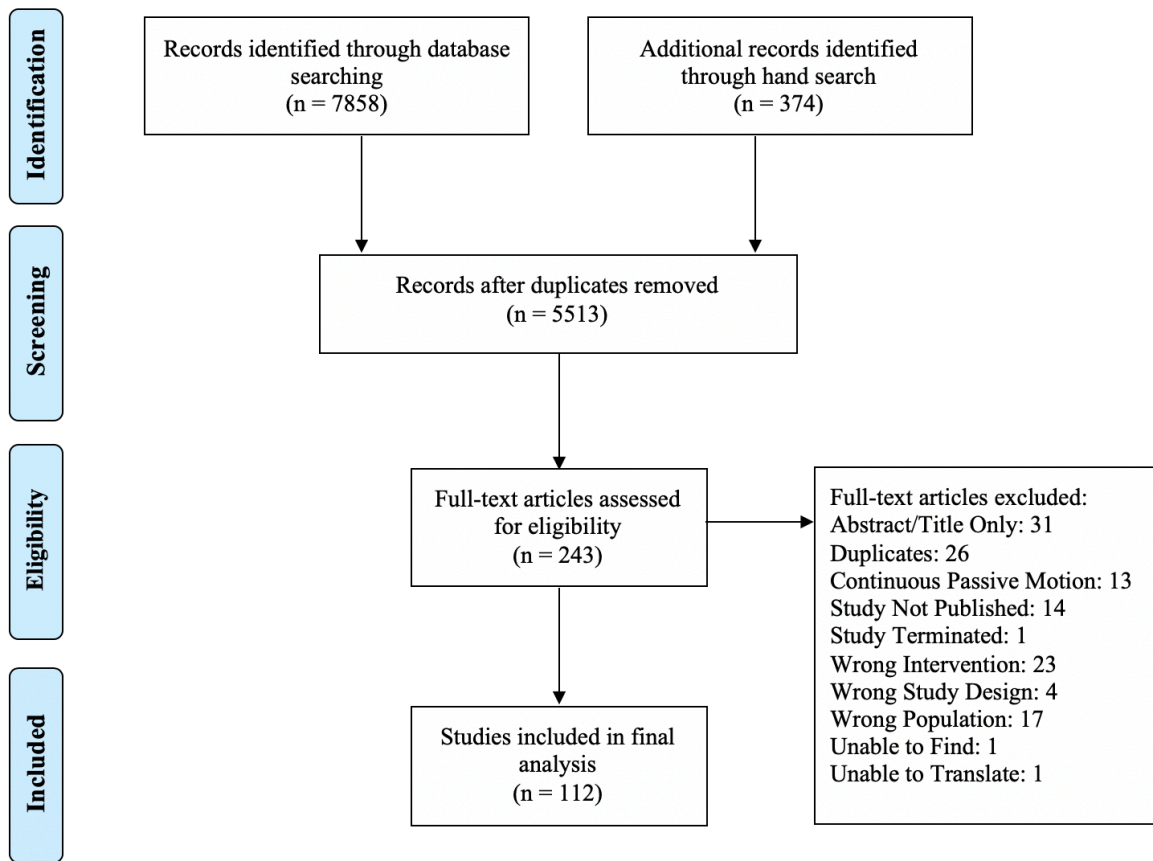 Identification
Records identified through database
searching
(n = 7858)
Additional records identified
through hand search
(n = 374)
Screening
Records after duplicates removed
(n = 5513)
Eligibility
Full-text articles assessed
for eligibility
(n = 243)
Full-text articles excluded:
Abstract/Title Only: 31
Duplicates: 26
Continuous Passive Motion: 13
Study Not Published: 14
Study Terminated: 1
Wrong Intervention: 23
Wrong Study Design: 4
Wrong Population: 17
Unable to Find: 1
Unable to Translate: 1
Included
Studies included in final
analysis
(n = 112)